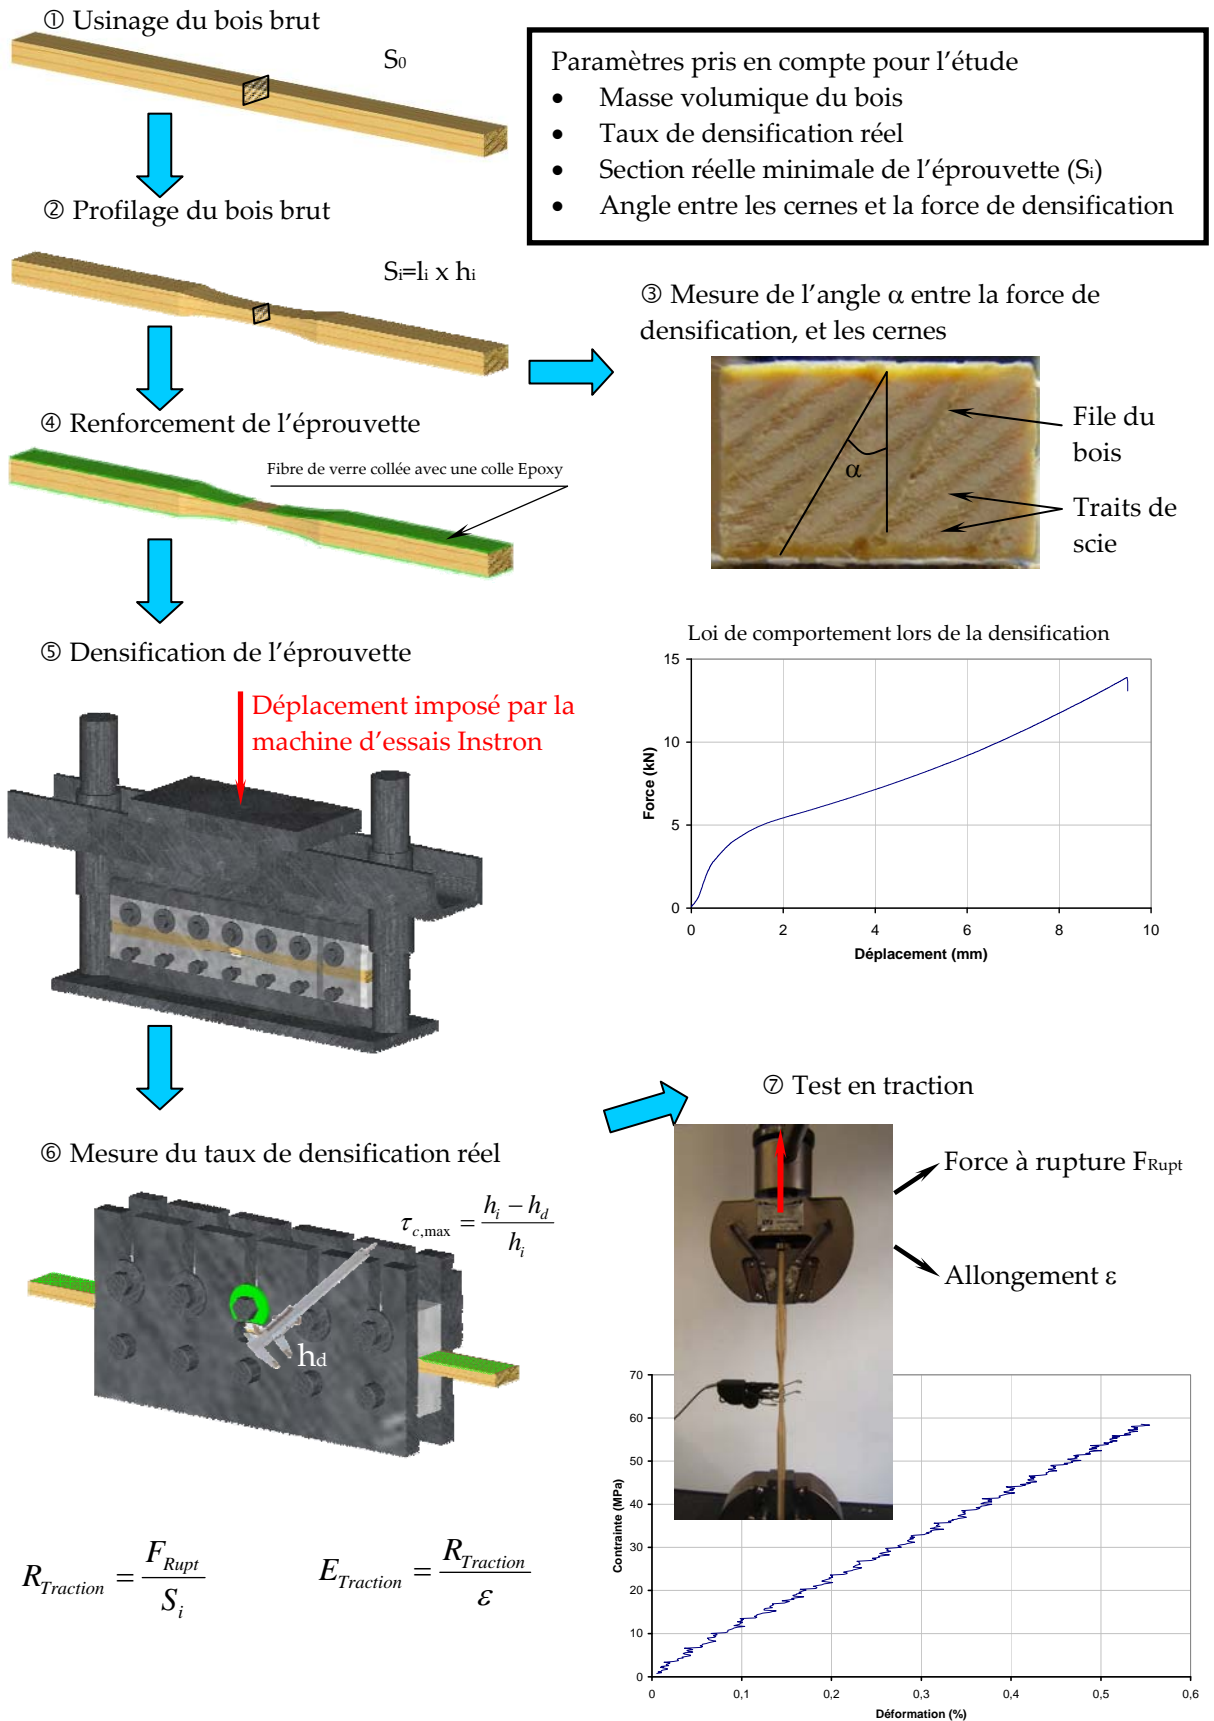 ① Usinage du bois brut
S0
Paramètres pris en compte pour l'étude
• Masse volumique du bois
• Taux de densification réel
• Section réelle minimale de l'éprouvette (Si)
• Angle entre les cernes et la force de densification
② Profilage du bois brut
Si=li x hi
③ Mesure de l'angle α entre la force de
densification, et les cernes
α
File du
bois
Traits de
scie
④ Renforcement de l'éprouvette
Fibre de verre collée avec une colle Epoxy
⑤ Densification de l'éprouvette
Déplacement imposé par la
machine d'essais Instron
Loi de comportement lors de la densification
15
10
5
0
Force (kN)
0 2 4 6 8 10
Déplacement (mm)
⑥ Mesure du taux de densification réel
τc,max = (hi − hd) / hi
hd
⑦ Test en traction
Force à rupture FRupt
Allongement ε
RTraction = FRupt / Si
ETraction = RTraction / ε
70
60
50
40
30
20
10
0
Contrainte (MPa)
0 0,1 0,2 0,3 0,4 0,5 0,6
Déformation (%)